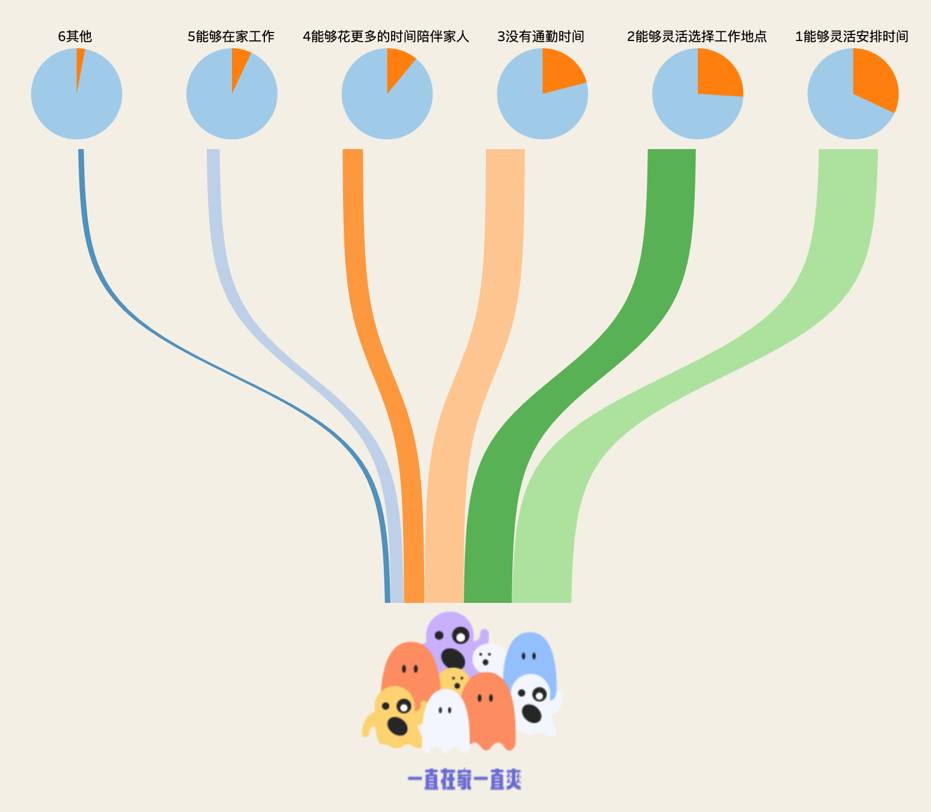 6其他
5能够在家工作
4能够花更多的时间陪伴家人
3没有通勤时间
2能够灵活选择工作地点
1能够灵活安排时间
一直在家一直爽